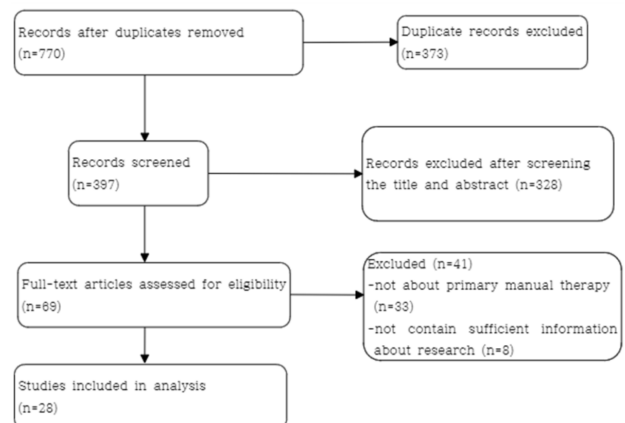 Records after duplicates removed
(n=770)
Duplicate records excluded
(n=373)
Records screened
(n=397)
Records excluded after screening
the title and abstract (n=328)
Full-text articles assessed for eligibility
(n=69)
Excluded (n=41)
-not about primary manual therapy
(n=33)
-not contain sufficient information
about research (n=8)
Studies included in analysis
(n=28)